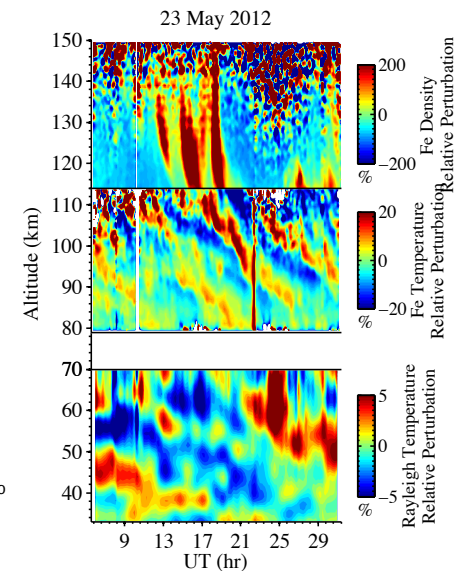 23 May 2012
150
140
130
120
110
100
90
80
70
60
50
40
Altitude (km)
9 13 17 21 25 29
UT (hr)
200
0
−200
%
Fe Density
Relative Perturbation
20
0
−20
%
Fe Temperature
Relative Perturbation
5
0
−5
%
Rayleigh Temperature
Relative Perturbation
o